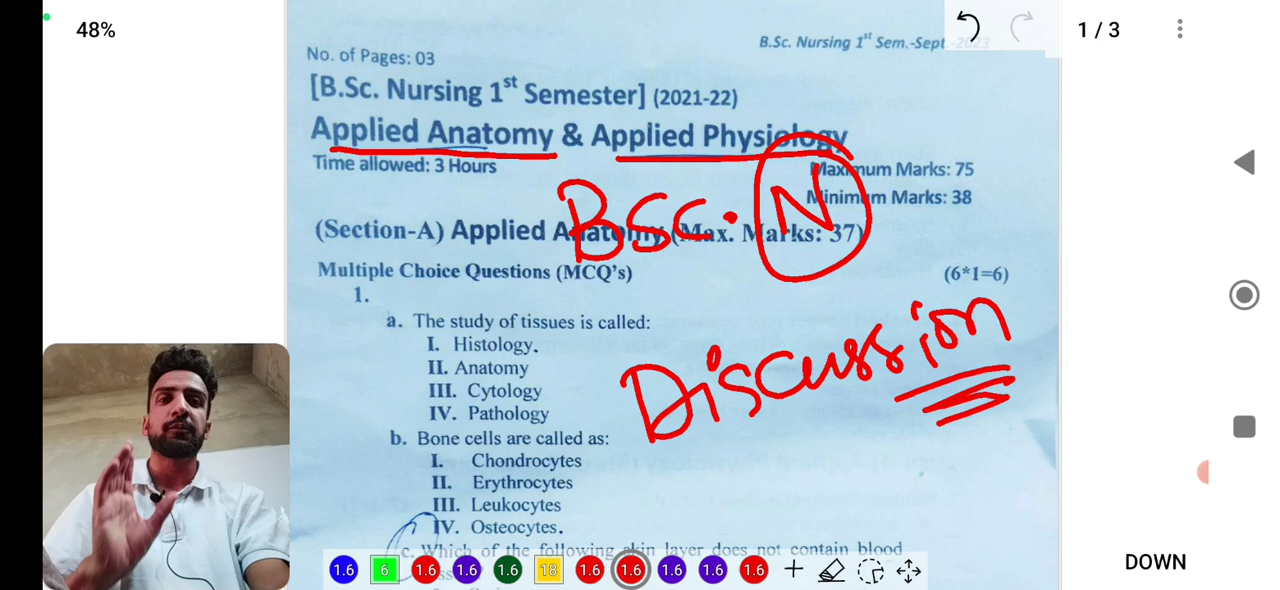 48%
1 / 3
B.Sc. Nursing 1st Sem.-Sept.-2023
No. of Pages: 03
[B.Sc. Nursing 1st Semester] (2021-22)
Applied Anatomy & Applied Physiology
Time allowed: 3 Hours
Maximum Marks: 75
Minimum Marks: 38
BSC. N
(Section-A) Applied Anatomy (Max. Marks: 37)
Multiple Choice Questions (MCQ's)
(6*1=6)
1.
a. The study of tissues is called:
I. Histology.
II. Anatomy
III. Cytology
IV. Pathology
Discussion
b. Bone cells are called as:
I. Chondrocytes
II. Erythrocytes
III. Leukocytes
IV. Osteocytes.
c. Which of the following skin layer does not contain blood
DOWN
1.6 6 1.6 1.6 1.6 18 1.6 1.6 1.6 1.6 1.6